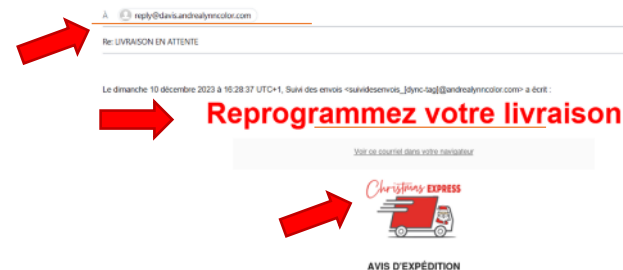 À reply@davis.andrealynncolor.com
Re: LIVRAISON EN ATTENTE
Le dimanche 10 décembre 2023 à 16:28:37 UTC+1, Suivi des envois <suividesenvois_[dync-tag]@andrealynncolor.com> a écrit :
Reprogrammez votre livraison
Voir ce courriel dans votre navigateur
Christmas EXPRESS
AVIS D'EXPÉDITION